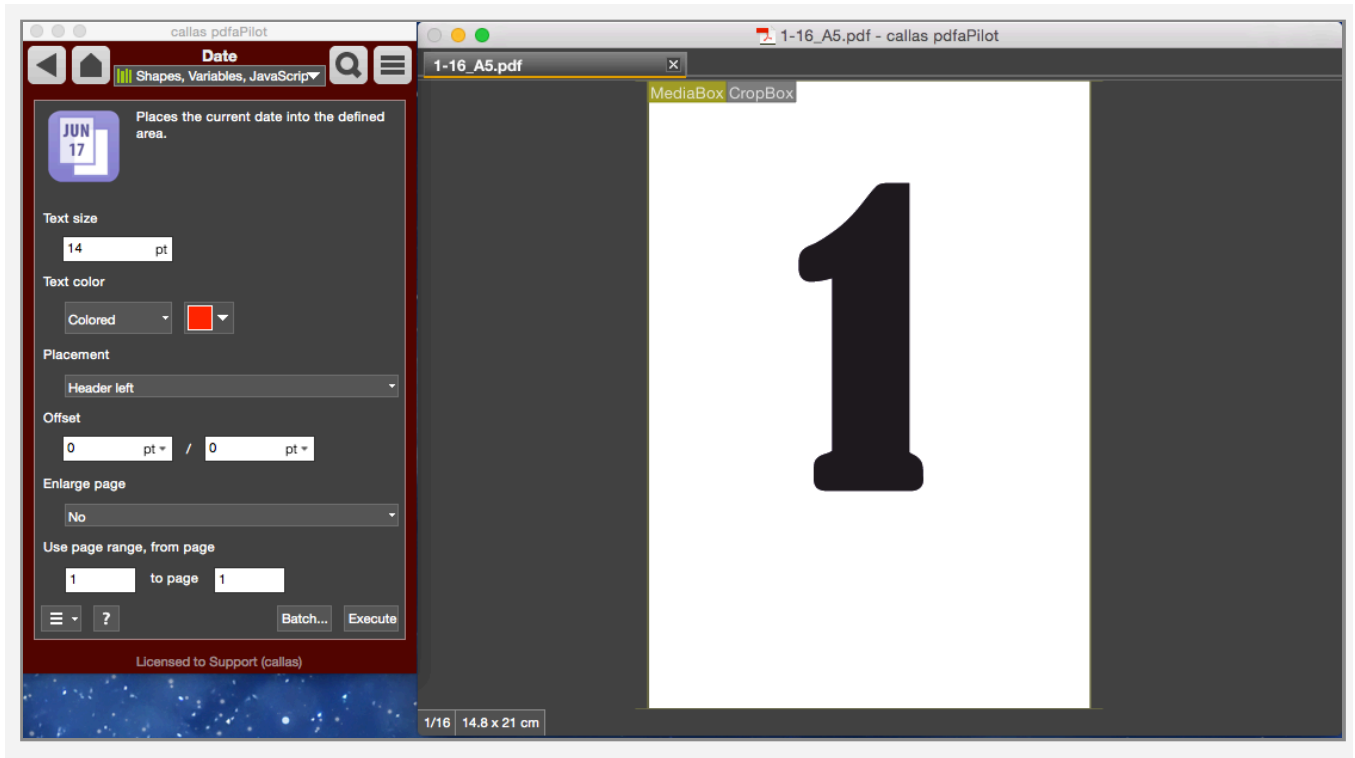 callas pdfaPilot
Date
Shapes, Variables, JavaScrip
JUN
17
Places the current date into the defined
area.
Text size
14 pt
Text color
Colored
Placement
Header left
Offset
0 pt / 0 pt
Enlarge page
No
Use page range, from page
1 to page 1
? Batch... Execute
Licensed to Support (callas)
1-16_A5.pdf - callas pdfaPilot
1-16_A5.pdf
MediaBox CropBox
1
1/16 14.8 x 21 cm